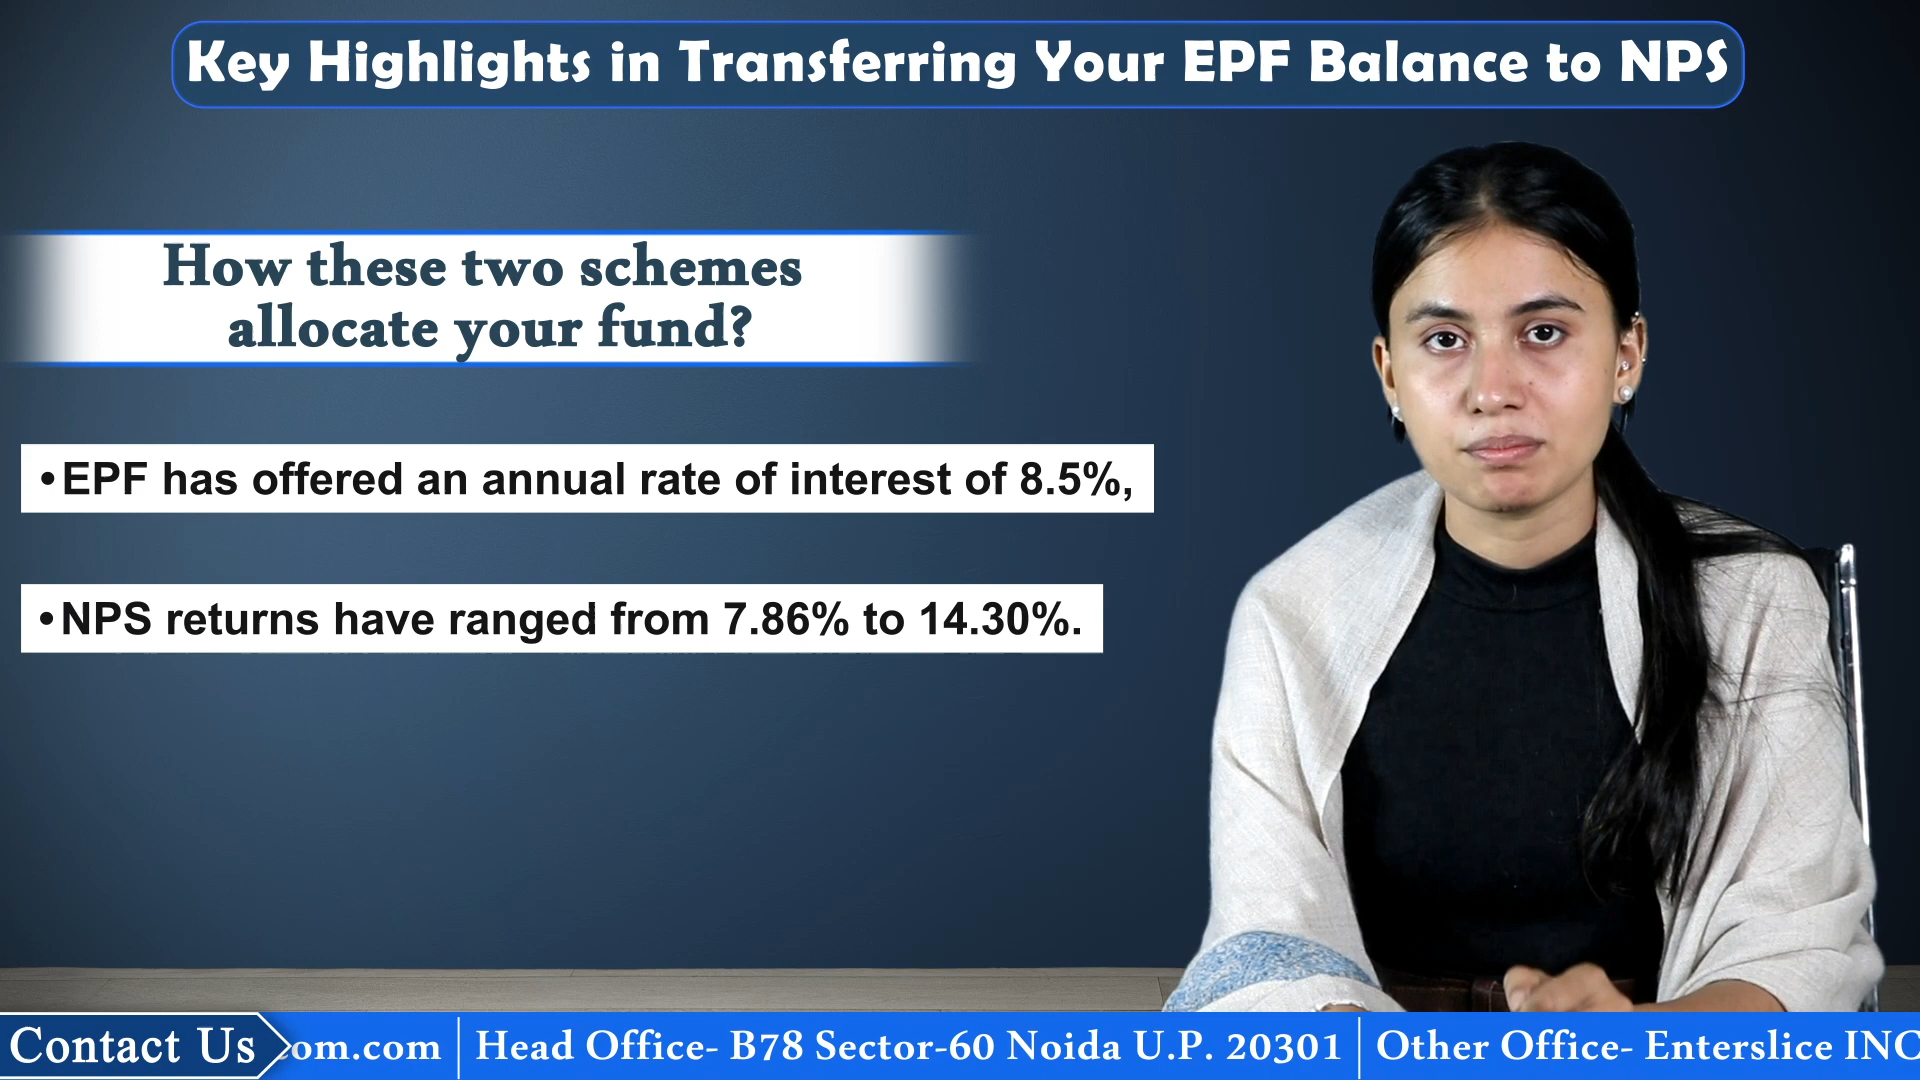 Key Highlights in Transferring Your EPF Balance to NPS
How these two schemes
allocate your fund?
•EPF has offered an annual rate of interest of 8.5%,
•NPS returns have ranged from 7.86% to 14.30%.
Contact Us om.com Head Office- B78 Sector-60 Noida U.P. 20301 Other Office- Enterslice INC